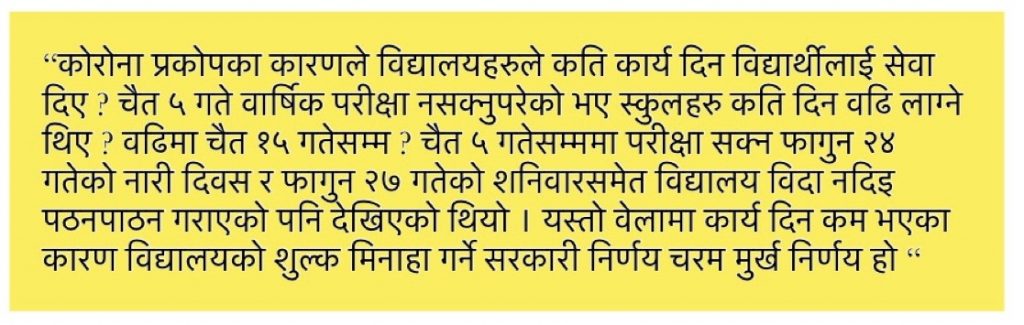 “कोरोना प्रकोपका कारणले विद्यालयहरुले कति कार्य दिन विद्यार्थीलाई सेवा
दिए ? चैत ५ गते वार्षिक परीक्षा नसक्नुपरेको भए स्कुलहरु कति दिन वढि लाग्ने
थिए ? वढिमा चैत १५ गतेसम्म ? चैत ५ गतेसम्ममा परीक्षा सक्न फागुन २४
गतेको नारी दिवस र फागुन २७ गतेको शनिवारसमेत विद्यालय विदा नदिइ
पठनपाठन गराएको पनि देखिएको थियो । यस्तो वेलामा कार्य दिन कम भएका
कारण विद्यालयको शुल्क मिनाहा गर्ने सरकारी निर्णय चरम मुर्ख निर्णय हो “